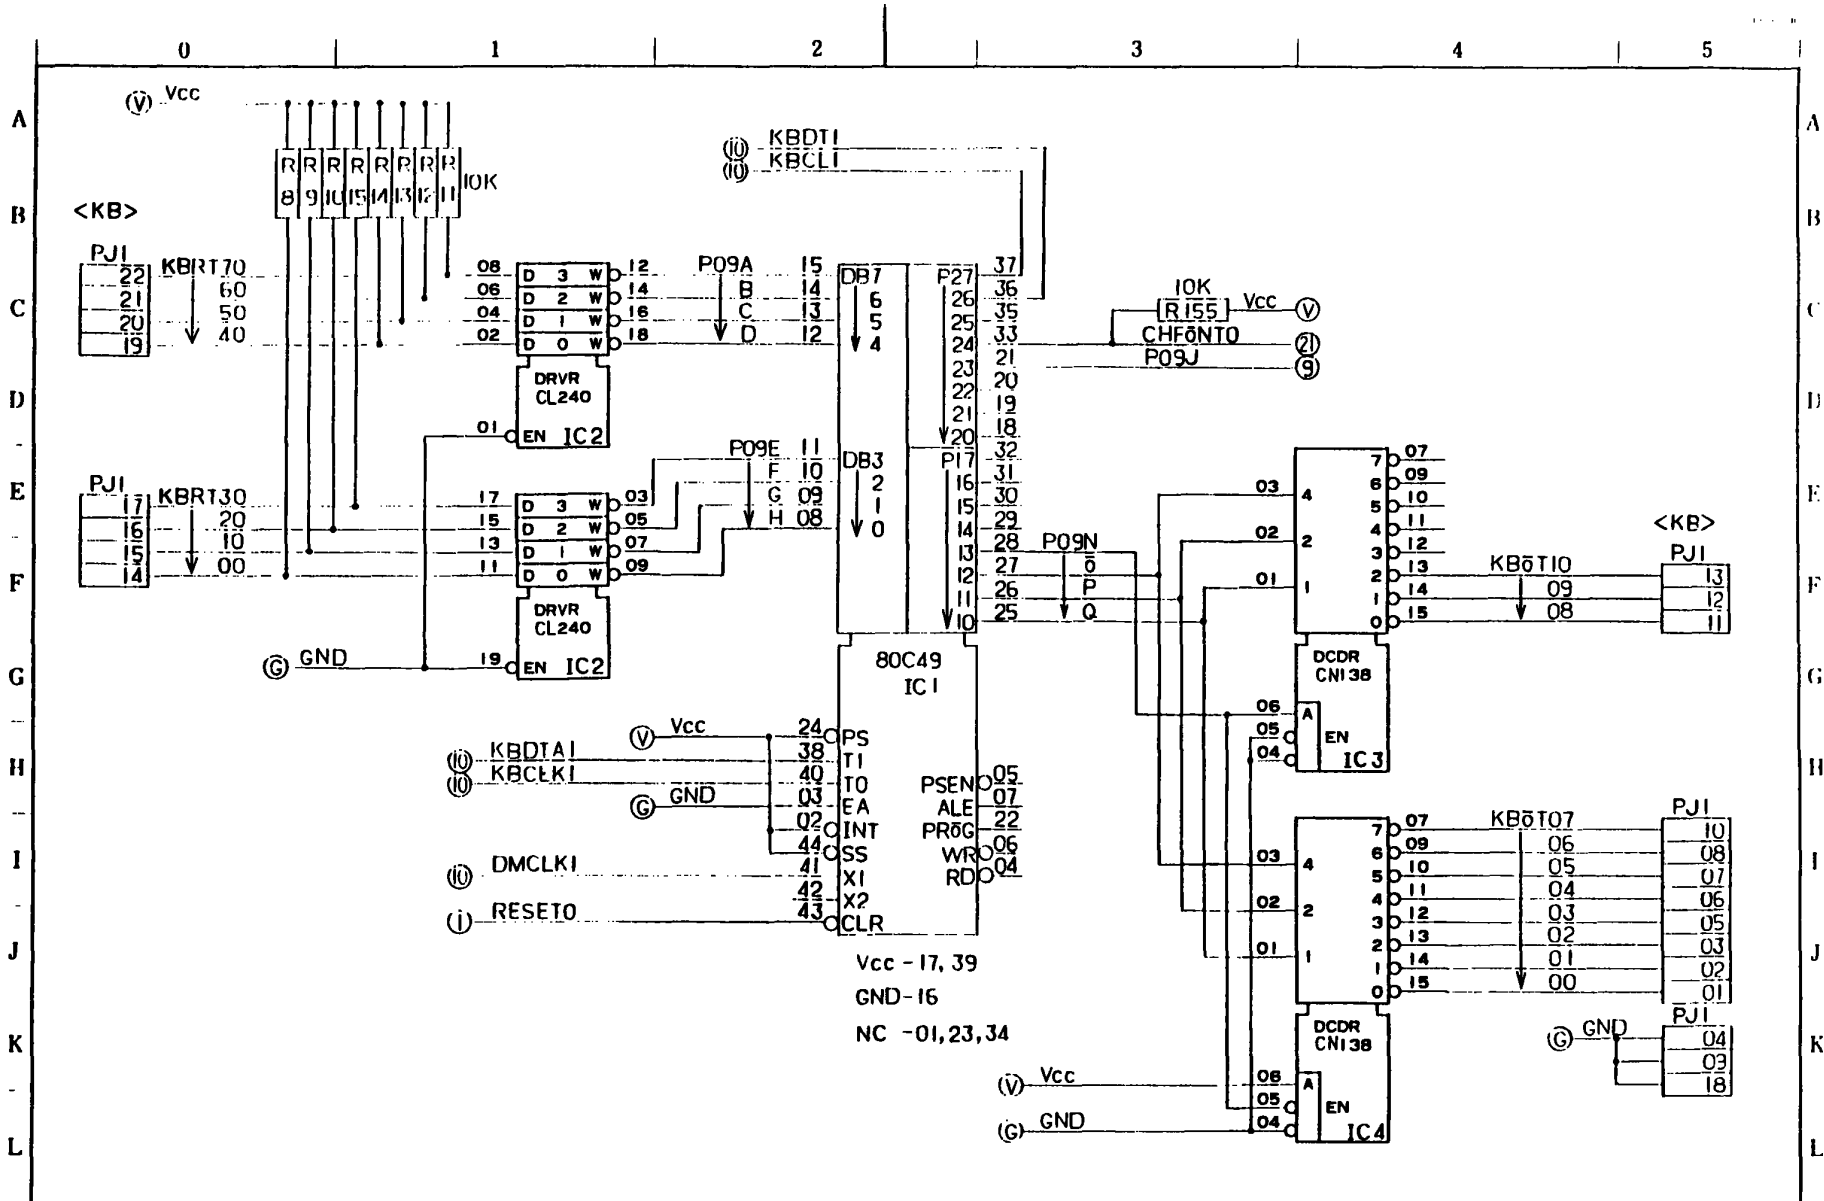 0 1 2 3 4 5
A A
Vcc
V
KBDT1
10
KBCL1
10
R 8 R 9 R 10 R 15 R 14 R 13 R 12 R 11 10K
B B
<KB>
PJ1
22 KBRT70 08 D 3 W 12 P09A 15 DB7 P27 37
21 60 06 D 2 W 14 B 14 6 26 36
20 50 04 D 1 W 16 C 13 5 25 35
19 40 02 D 0 W 18 D 12 4 24 33
C C
10K
R155 Vcc V
CHFōNT0 21
23 21 P09J 9
22 20
21 19
20 18
DRVR
CL240
D D
01 EN IC2
P09E 11 DB3 P17 32
F 10 2 16 31
G 09 1 15 30
H 08 0 14 29
E E
PJ1
17 KBRT30 17 D 3 W 03
16 20 15 D 2 W 05
15 10 13 D 1 W 07
14 00 11 D 0 W 09
13 28 P09N
12 27 ō
11 26 P
10 25 Q
03 4 7 07
6 09
5 10
02 2 4 11
3 12
01 1 2 13 KBōT10
1 14 09
0 15 08
<KB>
PJ1
13
12
11
F F
DRVR
CL240
G GND 19 EN IC2
80C49
IC1
DCDR
CN138
06 A
05 EN
04 IC3
G G
V Vcc 24 PS
10 KBDTA1 38 T1
10 KBCLK1 40 T0 PSEN 05
G GND 03 EA ALE 07
02 INT PRōG 22
44 SS WR 06
10 DMCLK1 41 X1 RD 04
42 X2
1 RESET0 43 CLR
H H
PJ1
7 07 KBōT07 10
6 09 06 08
03 4 5 10 05 07
4 11 04 06
02 2 3 12 03 05
2 13 02 03
01 1 1 14 01 02
0 15 00 01
I I
J J
Vcc -17, 39
GND-16
NC -01,23,34
DCDR
CN138
PJ1
G GND 04
09
18
K K
V Vcc 06 A
05 EN
G GND 04 IC4
L L